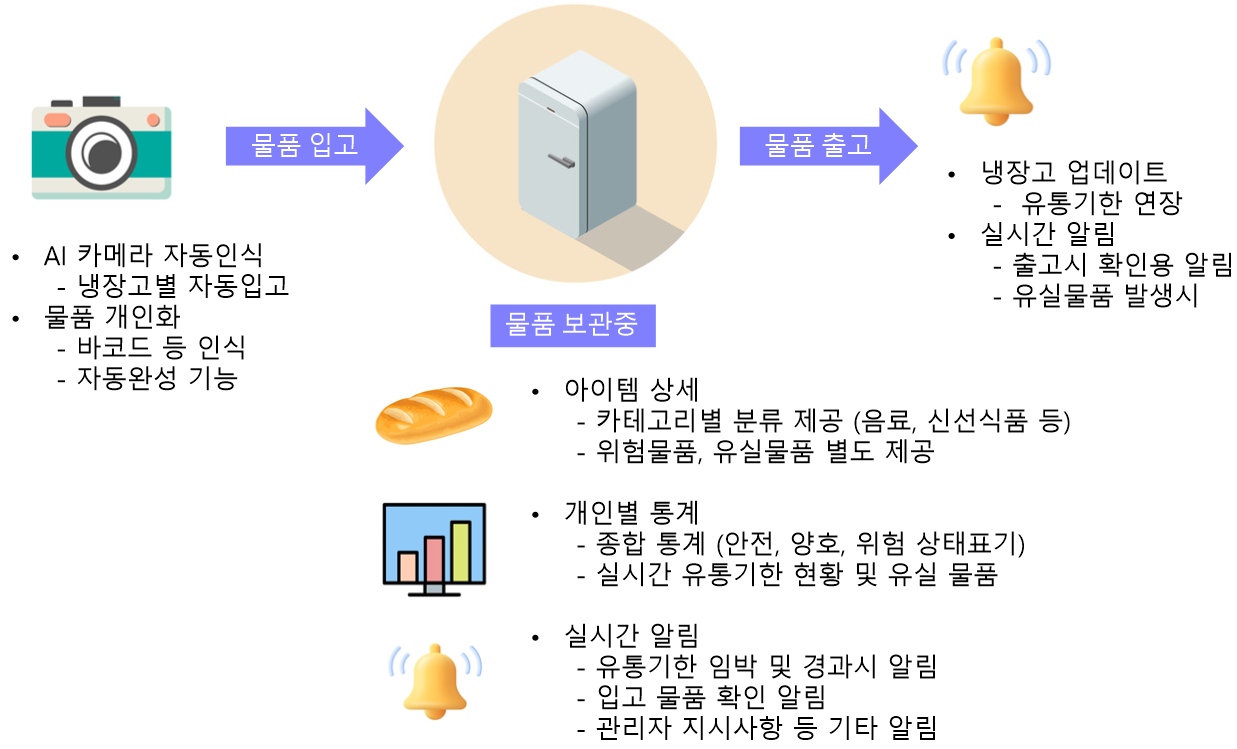 물품 입고
물품 출고
• AI 카메라 자동인식
- 냉장고별 자동입고
• 물품 개인화
- 바코드 등 인식
- 자동완성 기능
• 냉장고 업데이트
- 유통기한 연장
• 실시간 알림
- 출고시 확인용 알림
- 유실물품 발생시
물품 보관중
• 아이템 상세
- 카테고리별 분류 제공 (음료, 신선식품 등)
- 위험물품, 유실물품 별도 제공
• 개인별 통계
- 종합 통계 (안전, 양호, 위험 상태표기)
- 실시간 유통기한 현황 및 유실 물품
• 실시간 알림
- 유통기한 임박 및 경과시 알림
- 입고 물품 확인 알림
- 관리자 지시사항 등 기타 알림